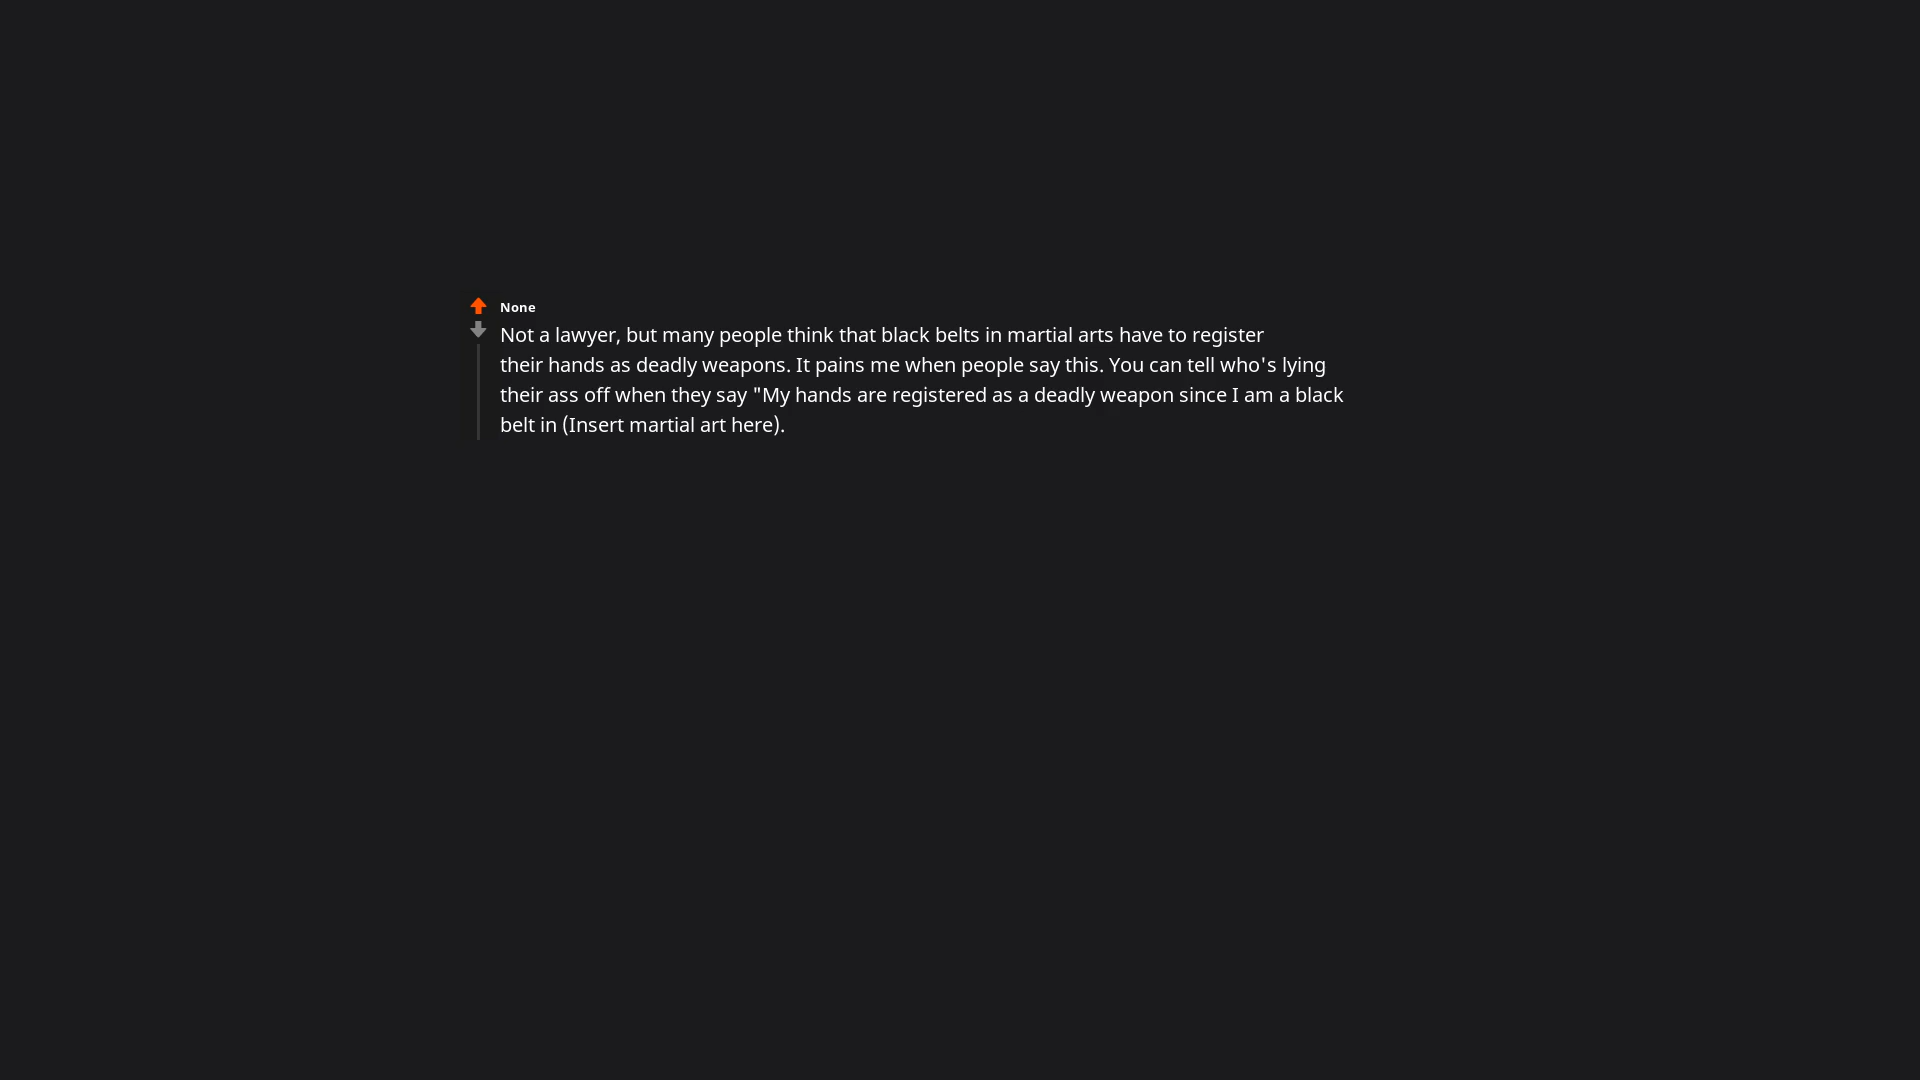 None
Not a lawyer, but many people think that black belts in martial arts have to register
their hands as deadly weapons. It pains me when people say this. You can tell who's lying
their ass off when they say "My hands are registered as a deadly weapon since I am a black
belt in (Insert martial art here).